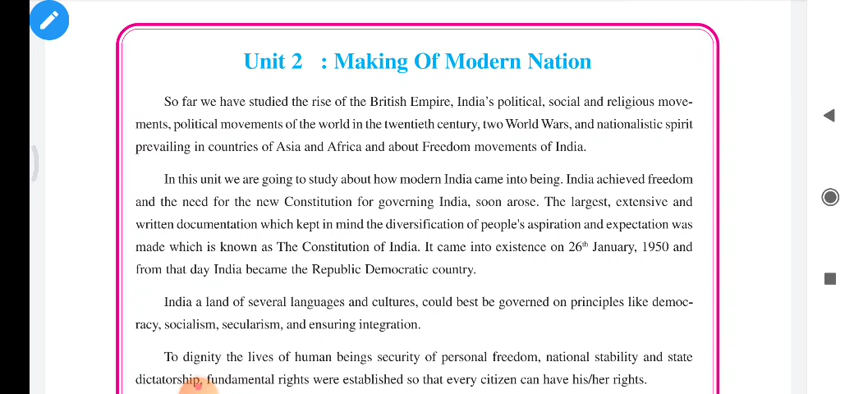 Unit 2 : Making Of Modern Nation
So far we have studied the rise of the British Empire, India's political, social and religious move-
ments, political movements of the world in the twentieth century, two World Wars, and nationalistic spirit
prevailing in countries of Asia and Africa and about Freedom movements of India.
In this unit we are going to study about how modern India came into being. India achieved freedom
and the need for the new Constitution for governing India, soon arose. The largest, extensive and
written documentation which kept in mind the diversification of people's aspiration and expectation was
made which is known as The Constitution of India. It came into existence on 26th January, 1950 and
from that day India became the Republic Democratic country.
India a land of several languages and cultures, could best be governed on principles like democ-
racy, socialism, secularism, and ensuring integration.
To dignity the lives of human beings security of personal freedom, national stability and state
dictatorship, fundamental rights were established so that every citizen can have his/her rights.